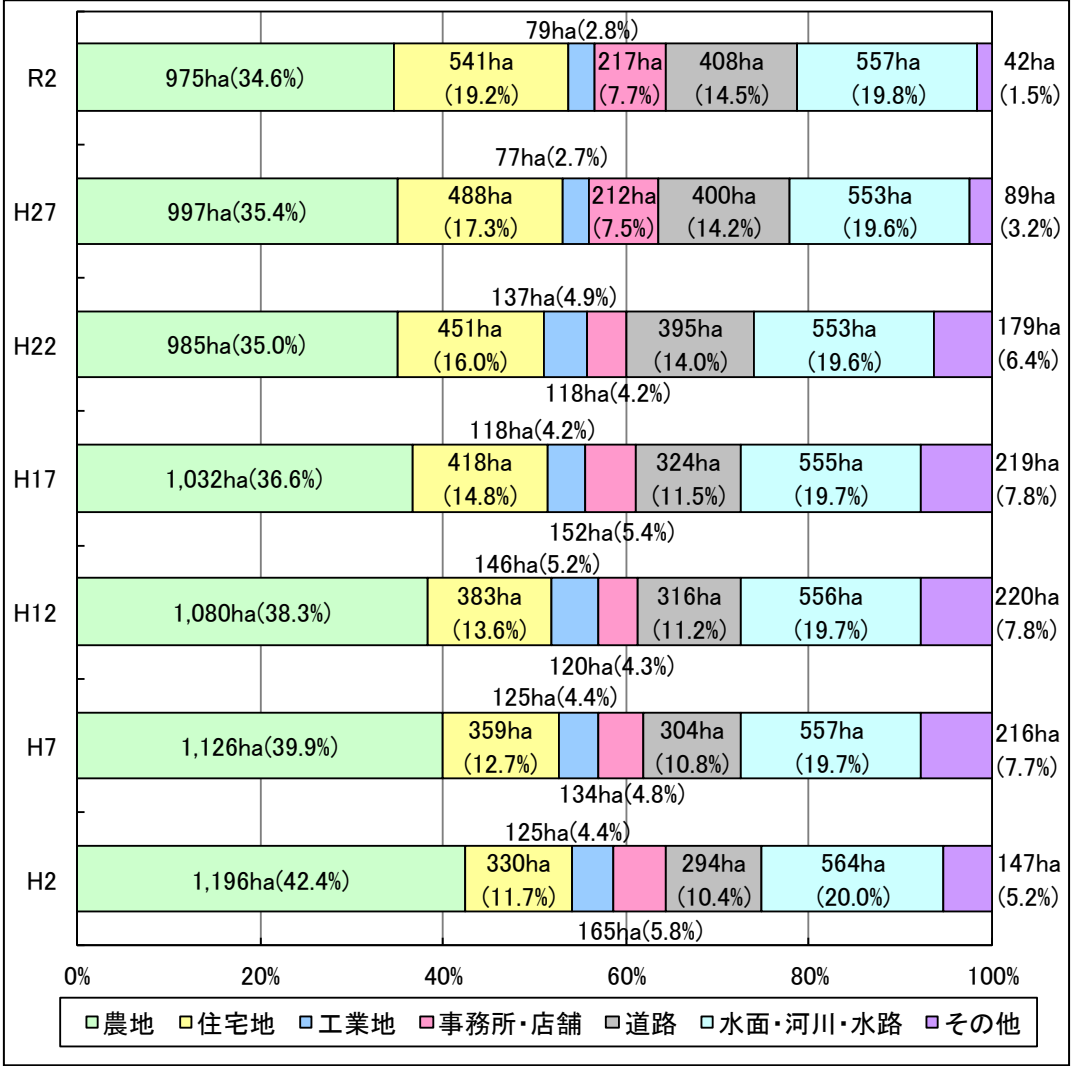 79ha(2.8%)
R2
975ha(34.6%)
541ha
(19.2%)
217ha
(7.7%)
408ha
(14.5%)
557ha
(19.8%)
42ha
(1.5%)
77ha(2.7%)
H27
997ha(35.4%)
488ha
(17.3%)
212ha
(7.5%)
400ha
(14.2%)
553ha
(19.6%)
89ha
(3.2%)
137ha(4.9%)
H22
985ha(35.0%)
451ha
(16.0%)
395ha
(14.0%)
553ha
(19.6%)
179ha
(6.4%)
118ha(4.2%)
118ha(4.2%)
H17
1,032ha(36.6%)
418ha
(14.8%)
324ha
(11.5%)
555ha
(19.7%)
219ha
(7.8%)
152ha(5.4%)
146ha(5.2%)
H12
1,080ha(38.3%)
383ha
(13.6%)
316ha
(11.2%)
556ha
(19.7%)
220ha
(7.8%)
120ha(4.3%)
125ha(4.4%)
H7
1,126ha(39.9%)
359ha
(12.7%)
304ha
(10.8%)
557ha
(19.7%)
216ha
(7.7%)
134ha(4.8%)
125ha(4.4%)
H2
1,196ha(42.4%)
330ha
(11.7%)
294ha
(10.4%)
564ha
(20.0%)
147ha
(5.2%)
165ha(5.8%)
0% 20% 40% 60% 80% 100%
農地 住宅地 工業地 事務所・店舗 道路 水面・河川・水路 その他